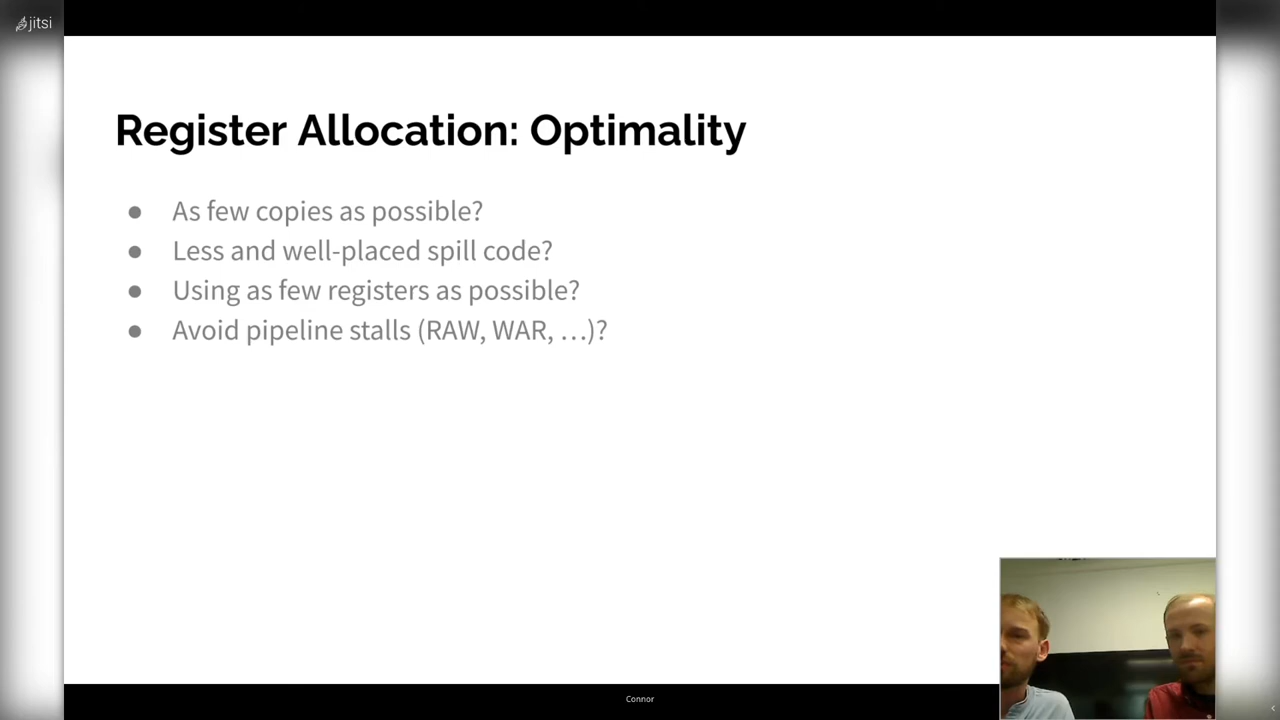 jitsi
Register Allocation: Optimality
● As few copies as possible?
● Less and well-placed spill code?
● Using as few registers as possible?
● Avoid pipeline stalls (RAW, WAR, …)?
Connor